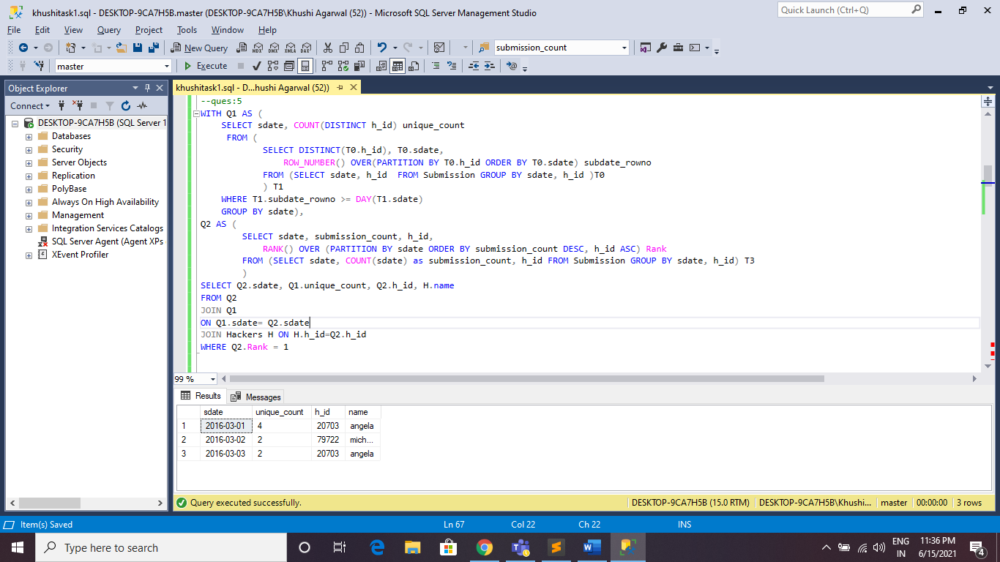 khushitask1.sql - DESKTOP-9CA7H5B.master (DESKTOP-9CA7H5B\Khushi Agarwal (52)) - Microsoft SQL Server Management Studio
Quick Launch (Ctrl+Q)
File Edit View Query Project Tools Window Help
New Query MDX DMX XMLA DAX submission_count
master Execute
Object Explorer
khushitask1.sql - D...hushi Agarwal (52))
Connect
DESKTOP-9CA7H5B (SQL Server 1
Databases
Security
Server Objects
Replication
PolyBase
Always On High Availability
Management
Integration Services Catalogs
SQL Server Agent (Agent XPs
XEvent Profiler
--ques:5
WITH Q1 AS (
SELECT sdate, COUNT(DISTINCT h_id) unique_count
FROM (
SELECT DISTINCT(T0.h_id), T0.sdate,
ROW_NUMBER() OVER(PARTITION BY T0.h_id ORDER BY T0.sdate) subdate_rowno
FROM (SELECT sdate, h_id  FROM Submission GROUP BY sdate, h_id )T0
) T1
WHERE T1.subdate_rowno >= DAY(T1.sdate)
GROUP BY sdate),
Q2 AS (
SELECT sdate, submission_count, h_id,
RANK() OVER (PARTITION BY sdate ORDER BY submission_count DESC, h_id ASC) Rank
FROM (SELECT sdate, COUNT(sdate) as submission_count, h_id FROM Submission GROUP BY sdate, h_id) T3
)
SELECT Q2.sdate, Q1.unique_count, Q2.h_id, H.name
FROM Q2
JOIN Q1
ON Q1.sdate= Q2.sdate
JOIN Hackers H ON H.h_id=Q2.h_id
WHERE Q2.Rank = 1
99 %
Results Messages
sdate unique_count h_id name
1 2016-03-01 4 20703 angela
2 2016-03-02 2 79722 mich...
3 2016-03-03 2 20703 angela
Query executed successfully. DESKTOP-9CA7H5B (15.0 RTM) DESKTOP-9CA7H5B\Khushi... master 00:00:00 3 rows
Item(s) Saved Ln 67 Col 22 Ch 22 INS
Type here to search
ENG 11:36 PM
IN 6/15/2021 4